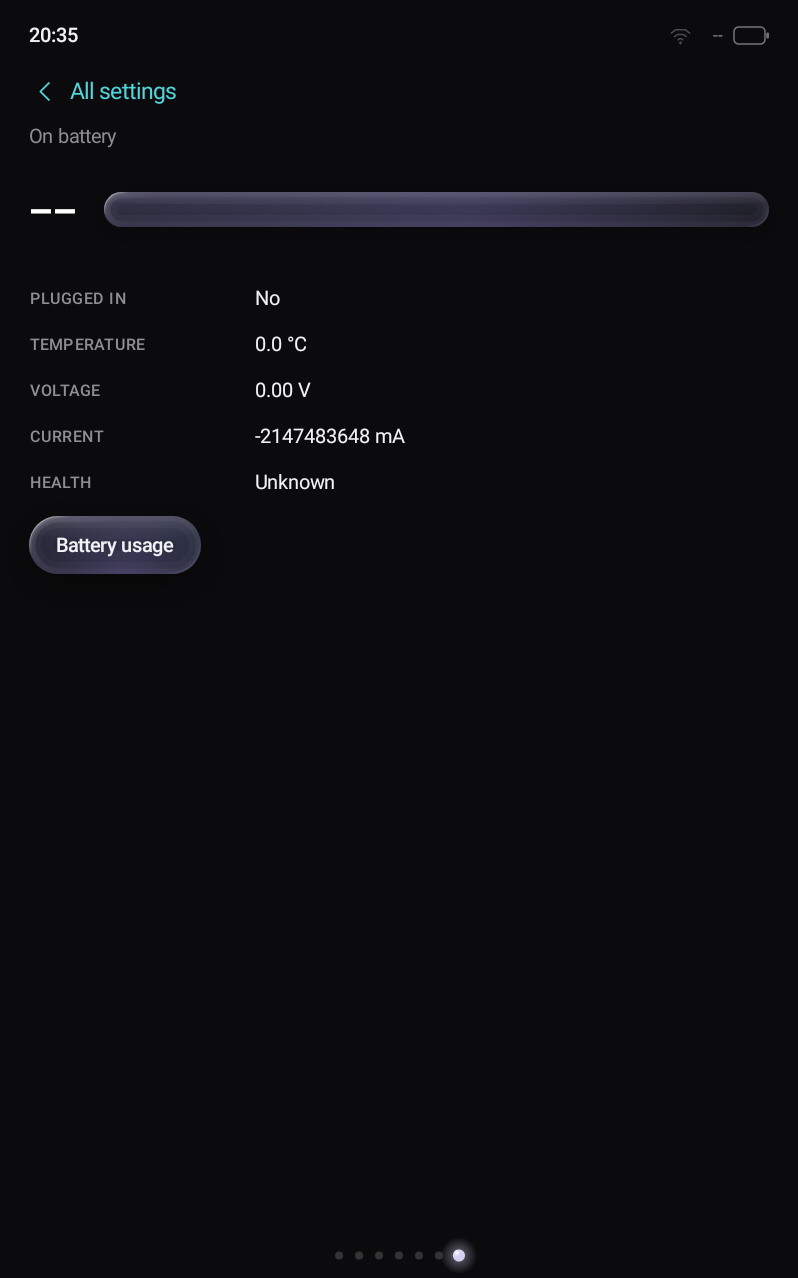 20:35 --
All settings
On battery
--
PLUGGED IN No
TEMPERATURE 0.0 °C
VOLTAGE 0.00 V
CURRENT -2147483648 mA
HEALTH Unknown
Battery usage